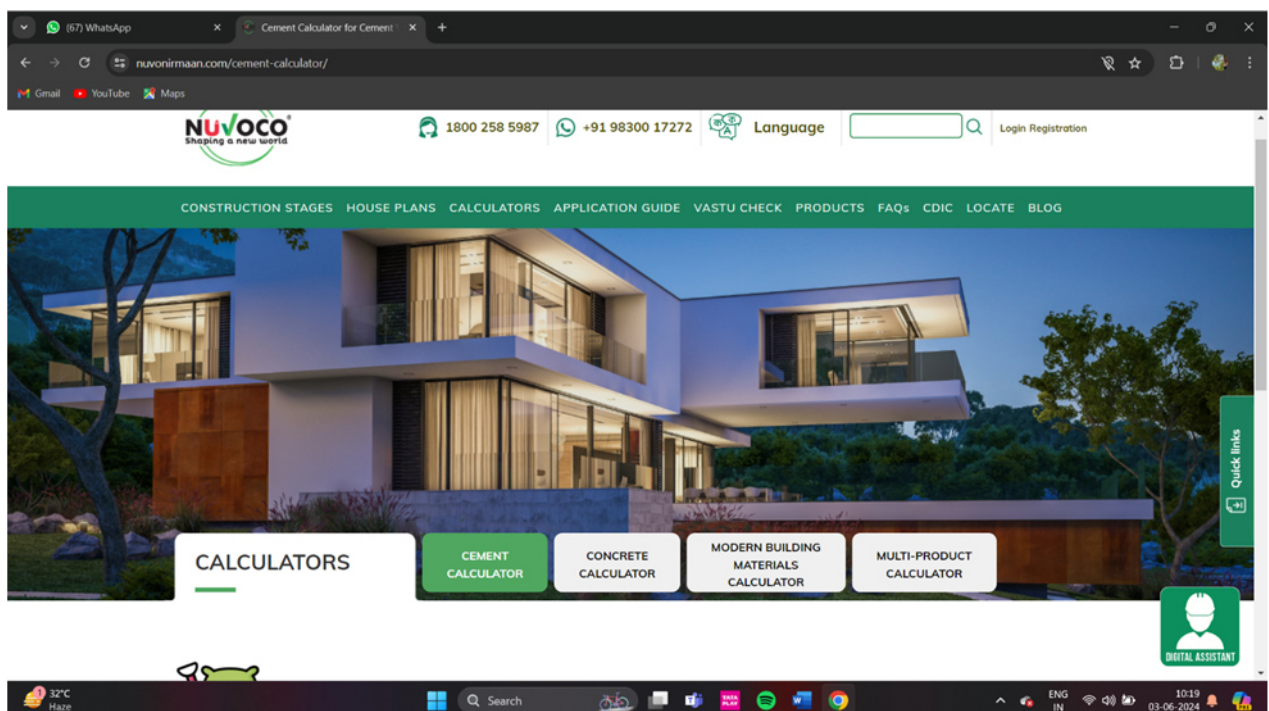 (67) WhatsApp
Cement Calculator for Cement
nuvonirmaan.com/cement-calculator/
Gmail YouTube Maps
NUVOCO
Shaping a new world
1800 258 5987 +91 98300 17272 Language Login Registration
CONSTRUCTION STAGES HOUSE PLANS CALCULATORS APPLICATION GUIDE VASTU CHECK PRODUCTS FAQs CDIC LOCATE BLOG
Quick links
CALCULATORS
CEMENT
CALCULATOR
CONCRETE
CALCULATOR
MODERN BUILDING
MATERIALS
CALCULATOR
MULTI-PRODUCT
CALCULATOR
DIGITAL ASSISTANT
1
32°C
Haze
Search
TATA
PLAY
ENG
IN
10:19
03-06-2024